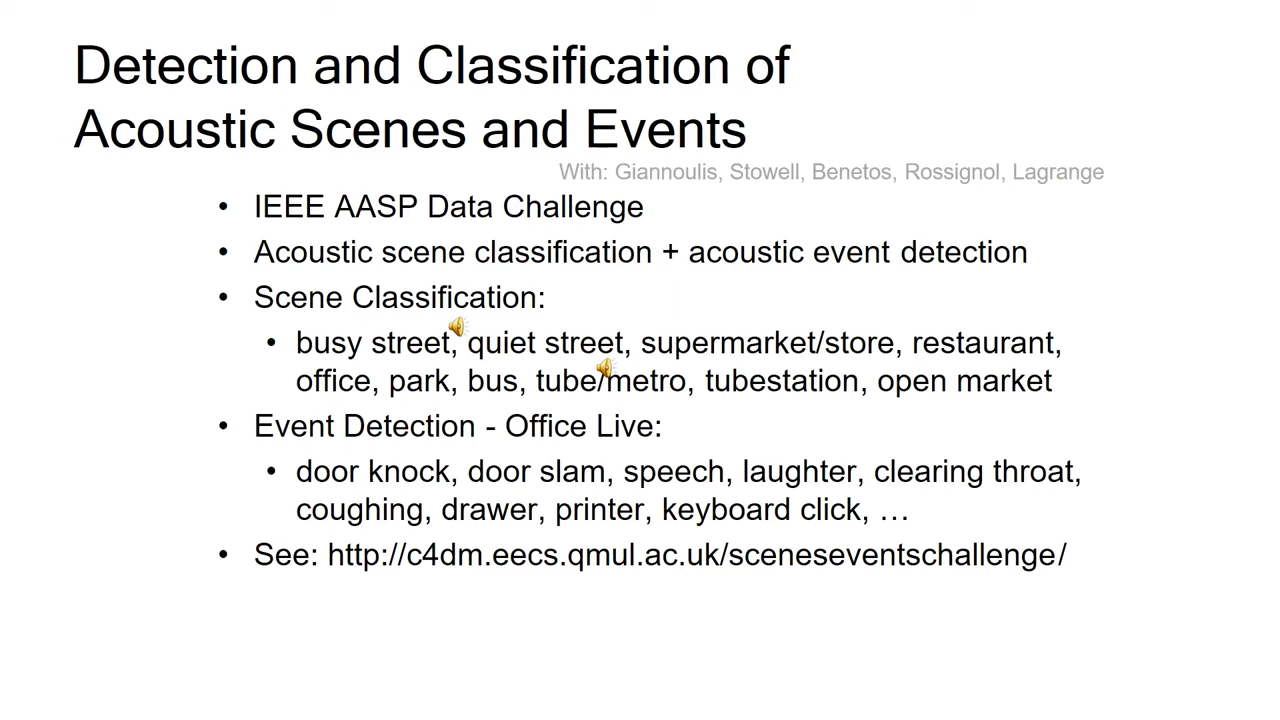 Detection and Classification of
Acoustic Scenes and Events
With: Giannoulis, Stowell, Benetos, Rossignol, Lagrange
• IEEE AASP Data Challenge
• Acoustic scene classification + acoustic event detection
• Scene Classification:
• busy street, quiet street, supermarket/store, restaurant,
office, park, bus, tube/metro, tubestation, open market
• Event Detection - Office Live:
• door knock, door slam, speech, laughter, clearing throat,
coughing, drawer, printer, keyboard click, …
• See: http://c4dm.eecs.qmul.ac.uk/sceneseventschallenge/